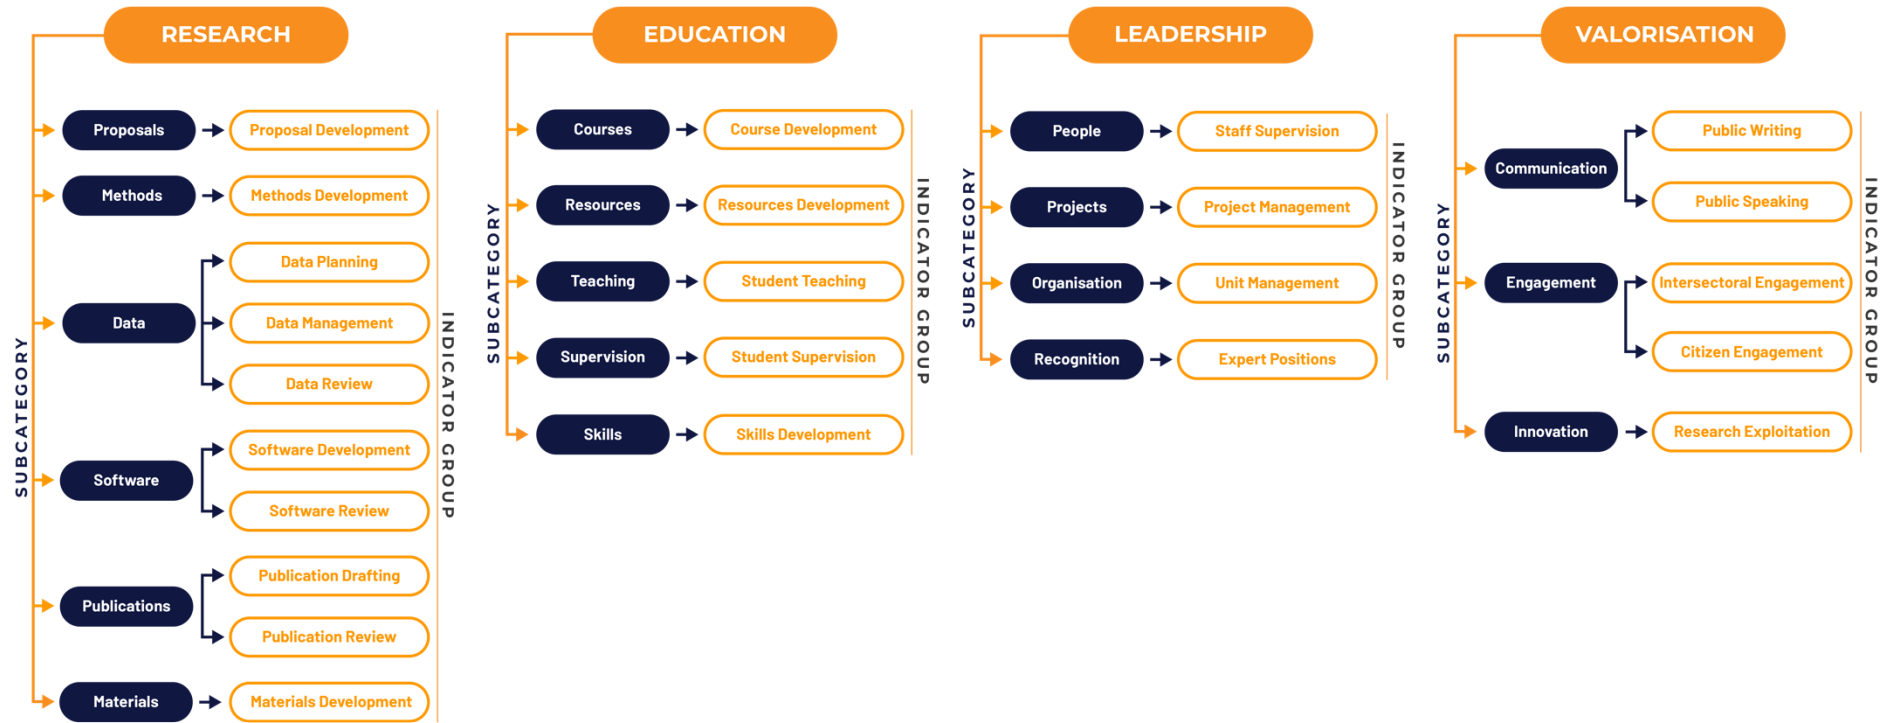 RESEARCH
SUBCATEGORY
Proposals
Proposal Development
Methods
Methods Development
Data
Data Planning
Data Management
Data Review
Software
Software Development
Software Review
Publications
Publication Drafting
Publication Review
Materials
Materials Development
INDICATOR GROUP
EDUCATION
SUBCATEGORY
Courses
Course Development
Resources
Resources Development
Teaching
Student Teaching
Supervision
Student Supervision
Skills
Skills Development
INDICATOR GROUP
LEADERSHIP
SUBCATEGORY
People
Staff Supervision
Projects
Project Management
Organisation
Unit Management
Recognition
Expert Positions
INDICATOR GROUP
VALORISATION
SUBCATEGORY
Communication
Public Writing
Public Speaking
Engagement
Intersectoral Engagement
Citizen Engagement
Innovation
Research Exploitation
INDICATOR GROUP